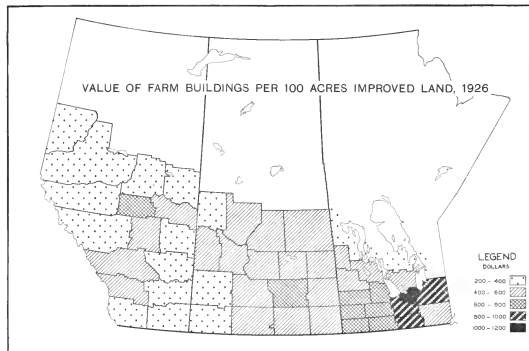 VALUE OF FARM BUILDINGS PER 100 ACRES IMPROVED LAND, 1926
LEGEND
DOLLARS
200 - 400
400 - 600
600 - 800
800 - 1000
1000 - 1200